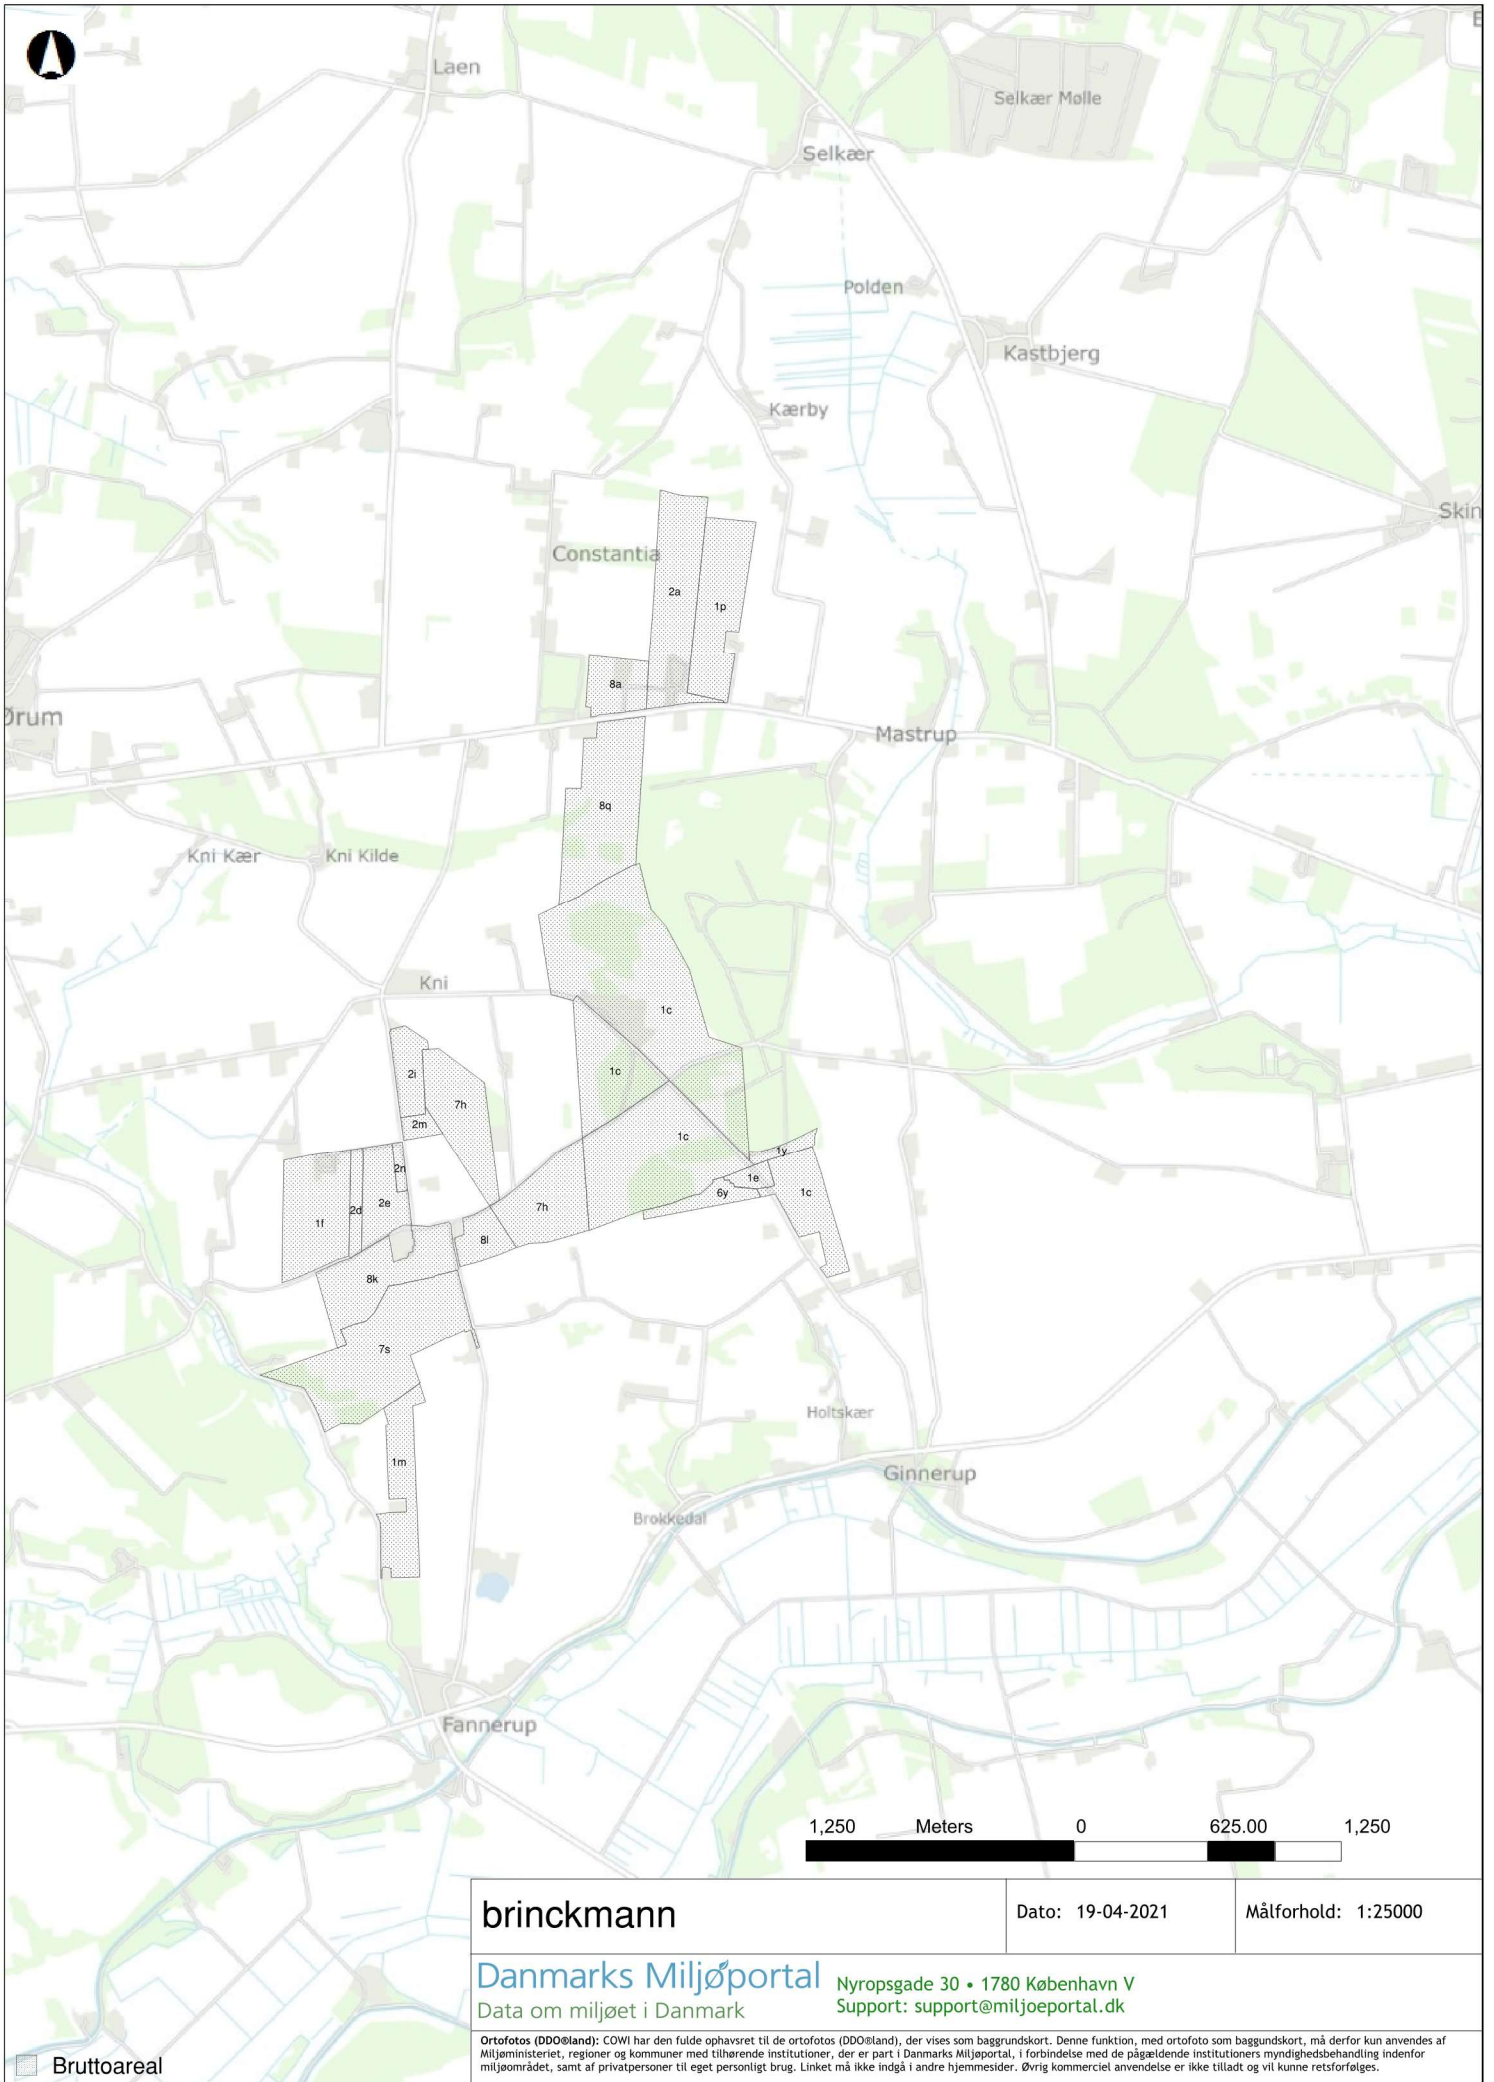 Laen
Selkær Mølle
Selkær
Polden
Kastbjerg
Kærby
Skin
Constantia
2a
1p
8a
Ørum
Mastrup
8q
Kni Kær
Kni Kilde
Kni
1c
1c
2i
7h
2m
1c
1y
2n
1e
6y
1c
2d
2e
7h
1f
8l
8k
7s
Holtskær
1m
Ginnerup
Brokkedal
Fannerup
1,250 Meters 0 625.00 1,250
brinckmann
Dato: 19-04-2021
Målforhold: 1:25000
Danmarks Miljøportal
Data om miljøet i Danmark
Nyropsgade 30 • 1780 København V
Support: support@miljoeportal.dk
Ortofotos (DDO®land): COWI har den fulde ophavsret til de ortofotos (DDO®land), der vises som baggrundskort. Denne funktion, med ortofoto som baggundskort, må derfor kun anvendes af
Miljøministeriet, regioner og kommuner med tilhørende institutioner, der er part i Danmarks Miljøportal, i forbindelse med de pågældende institutioners myndighedsbehandling indenfor
miljøområdet, samt af privatpersoner til eget personligt brug. Linket må ikke indgå i andre hjemmesider. Øvrig kommerciel anvendelse er ikke tilladt og vil kunne retsforfølges.
Bruttoareal